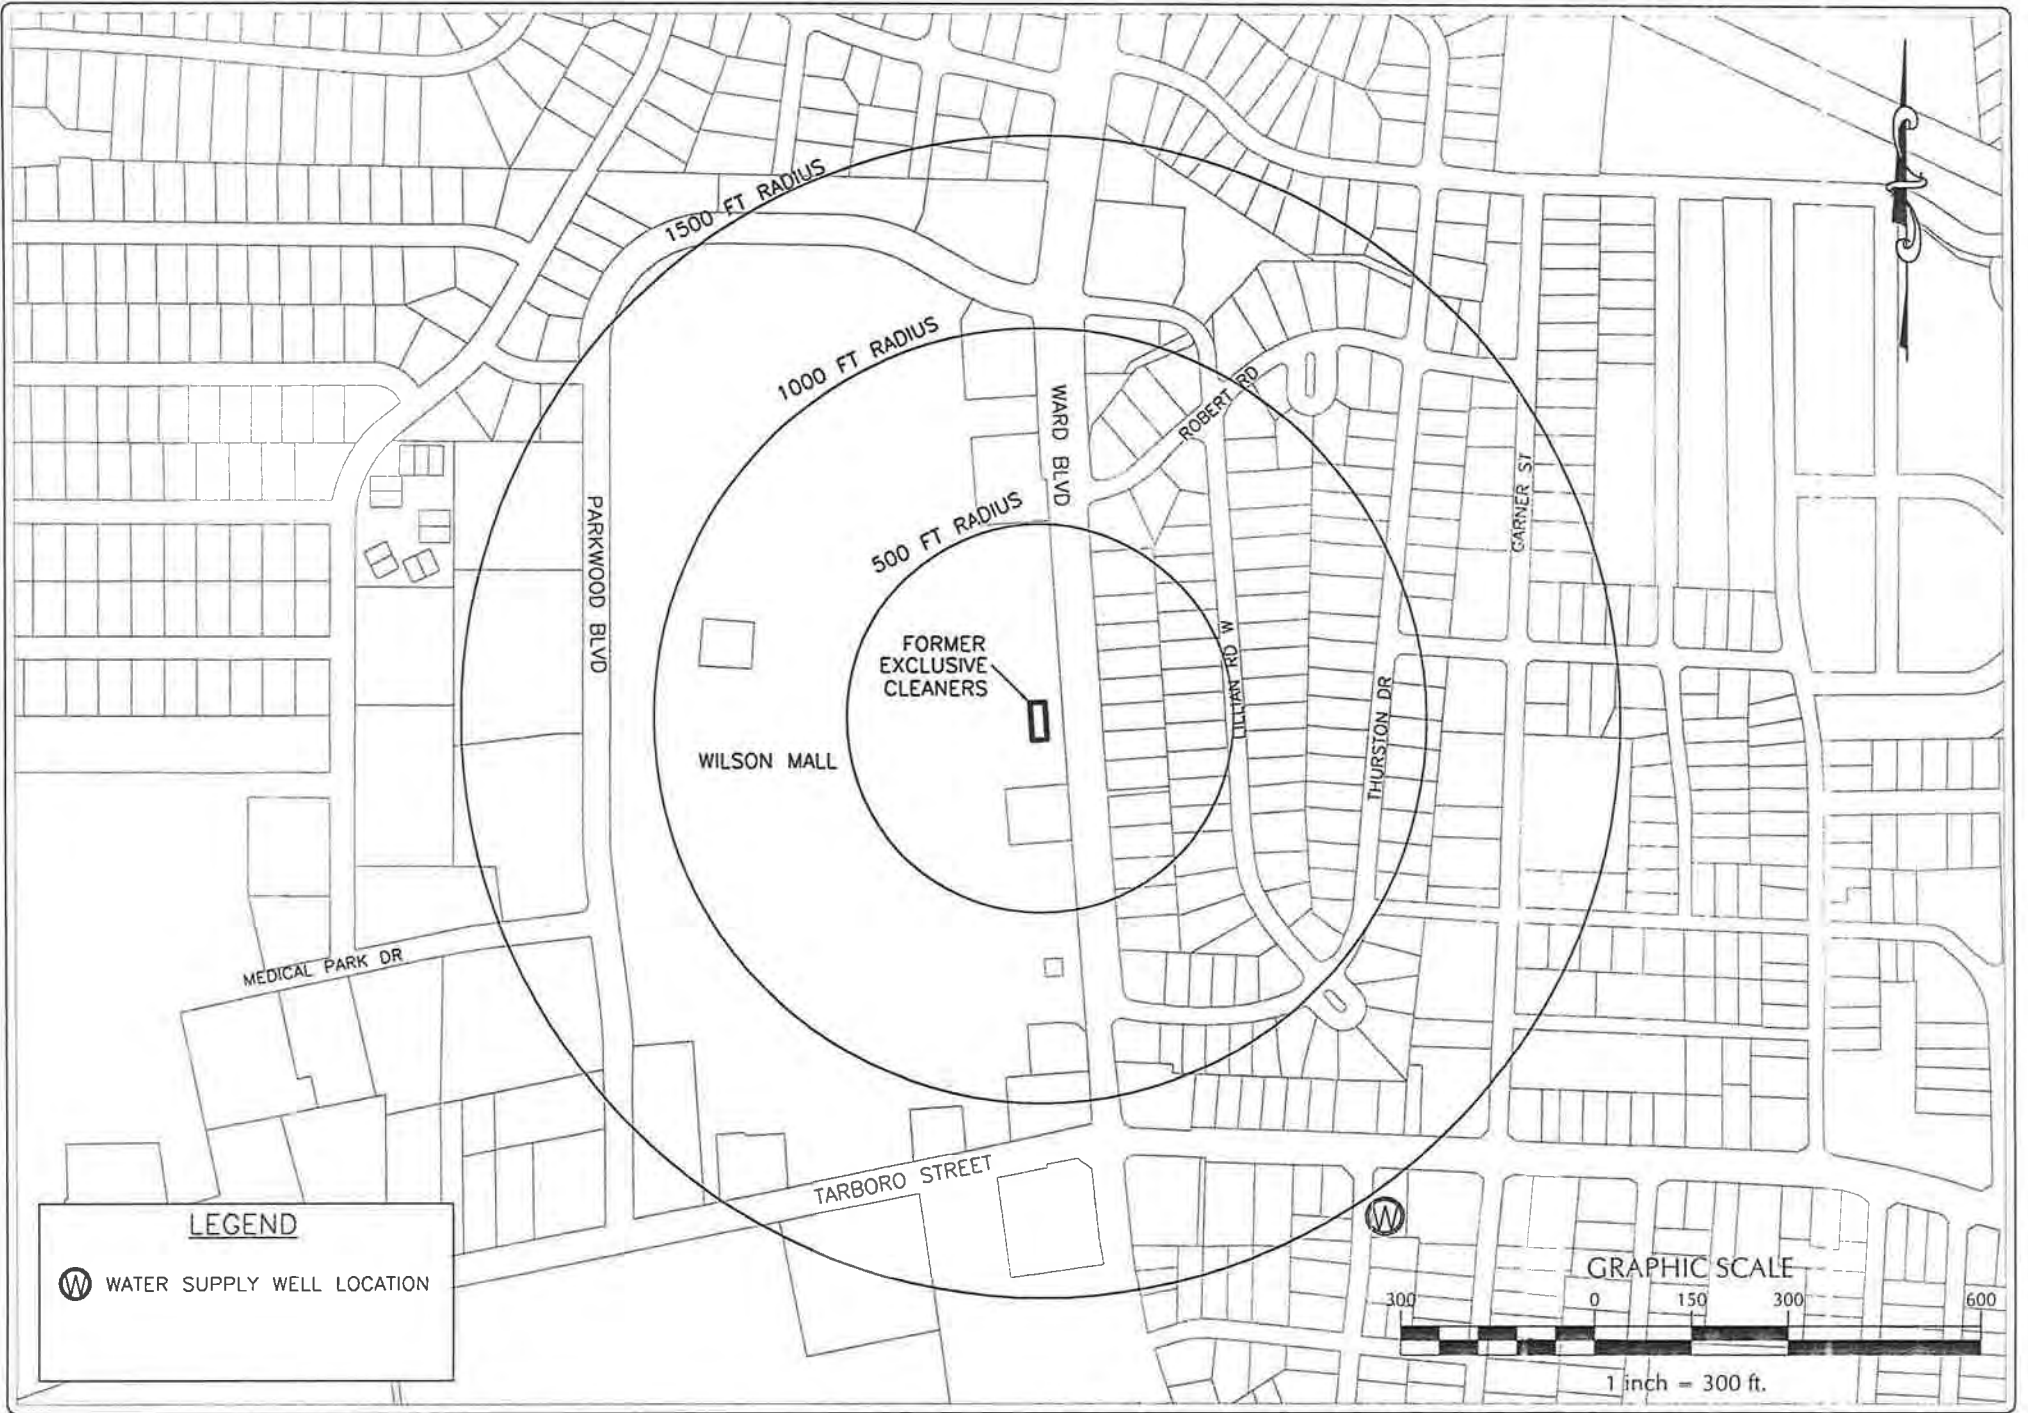 1500 FT RADIUS
1000 FT RADIUS
500 FT RADIUS
WARD BLVD
ROBERT RD
GARNER ST
PARKWOOD BLVD
FORMER
EXCLUSIVE
CLEANERS
LILLIAN RD W
THURSTON DR
WILSON MALL
MEDICAL PARK DR
TARBORO STREET
W
LEGEND
W WATER SUPPLY WELL LOCATION
GRAPHIC SCALE
300 0 150 300 600
1 inch = 300 ft.